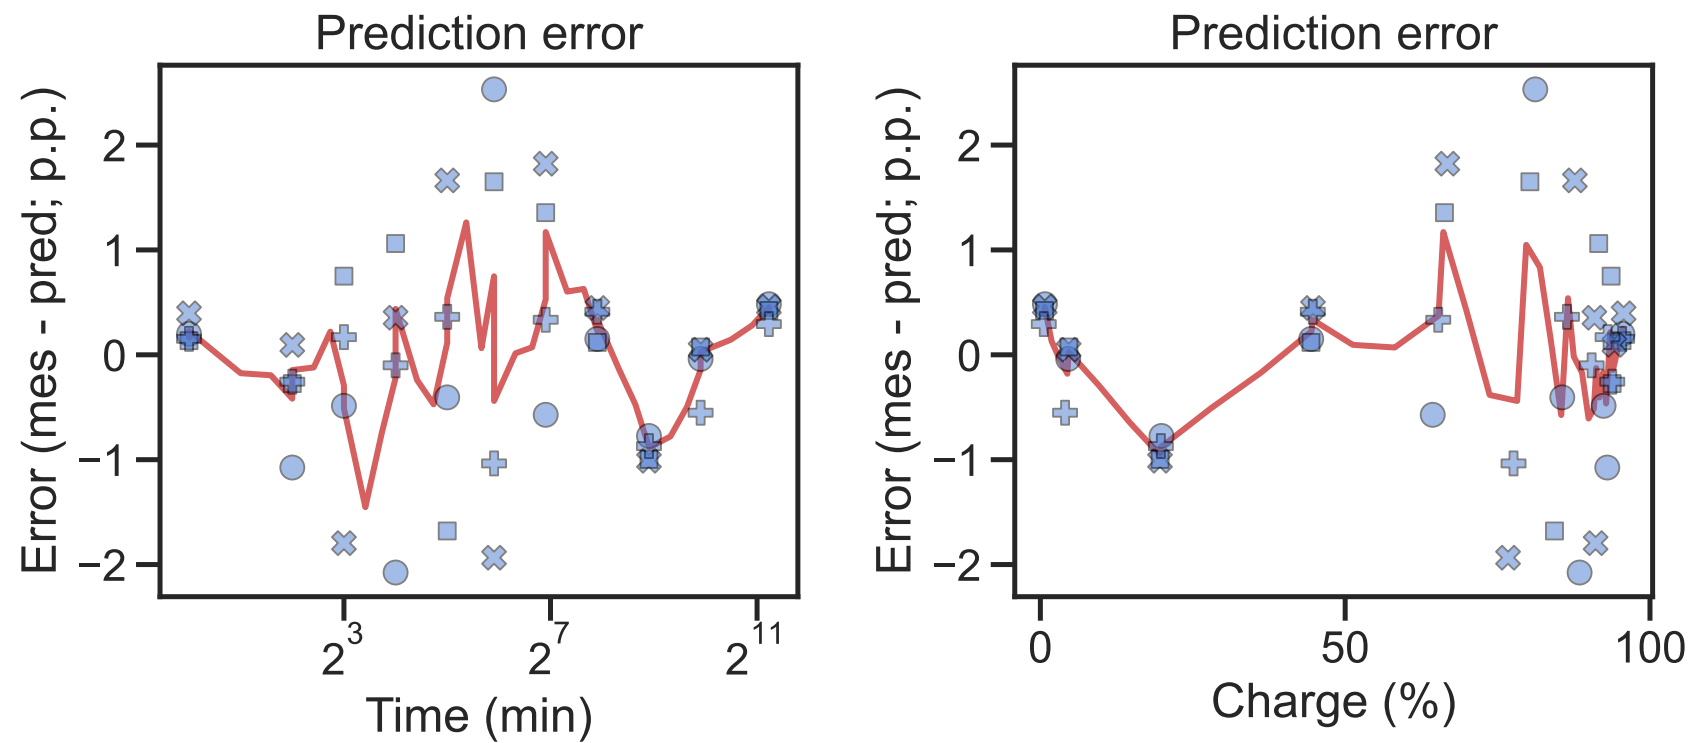 Prediction error
Error (mes - pred; p.p.)
2
1
0
−1
−2
2^3
2^7
2^11
Time (min)
Prediction error
Error (mes - pred; p.p.)
2
1
0
−1
−2
0
50
100
Charge (%)